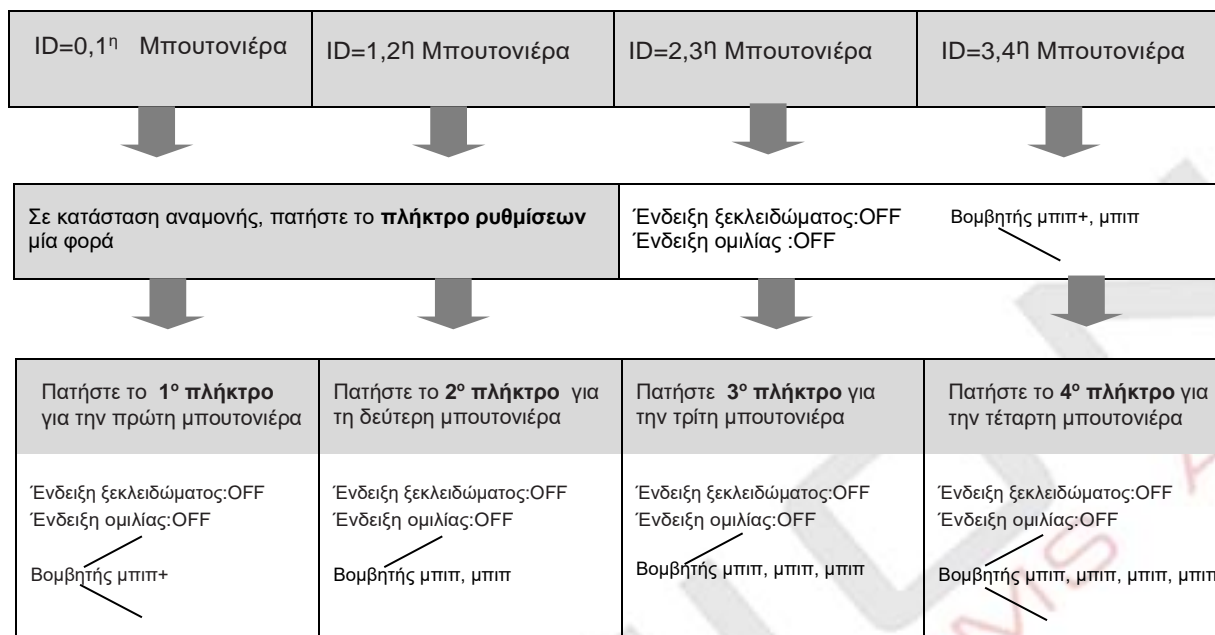 ID=0,1η Μπουτονιέρα
ID=1,2η Μπουτονιέρα
ID=2,3η Μπουτονιέρα
ID=3,4η Μπουτονιέρα
Σε κατάσταση αναμονής, πατήστε το πλήκτρο ρυθμίσεων
μία φορά
Ένδειξη ξεκλειδώματος:OFF
Ένδειξη ομιλίας :OFF
Βομβητής μπιπ+, μπιπ
Πατήστε το 1ο πλήκτρο
για την πρώτη μπουτονιέρα
Πατήστε το 2ο πλήκτρο για
τη δεύτερη μπουτονιέρα
Πατήστε 3ο πλήκτρο για
την τρίτη μπουτονιέρα
Πατήστε το 4ο πλήκτρο για
την τέταρτη μπουτονιέρα
Ένδειξη ξεκλειδώματος:OFF
Ένδειξη ομιλίας:OFF
Βομβητής μπιπ+
Ένδειξη ξεκλειδώματος:OFF
Ένδειξη ομιλίας:OFF
Βομβητής μπιπ, μπιπ
Ένδειξη ξεκλειδώματος:OFF
Ένδειξη ομιλίας:OFF
Βομβητής μπιπ, μπιπ, μπιπ
Ένδειξη ξεκλειδώματος:OFF
Ένδειξη ομιλίας:OFF
Βομβητής μπιπ, μπιπ, μπιπ, μπιπ